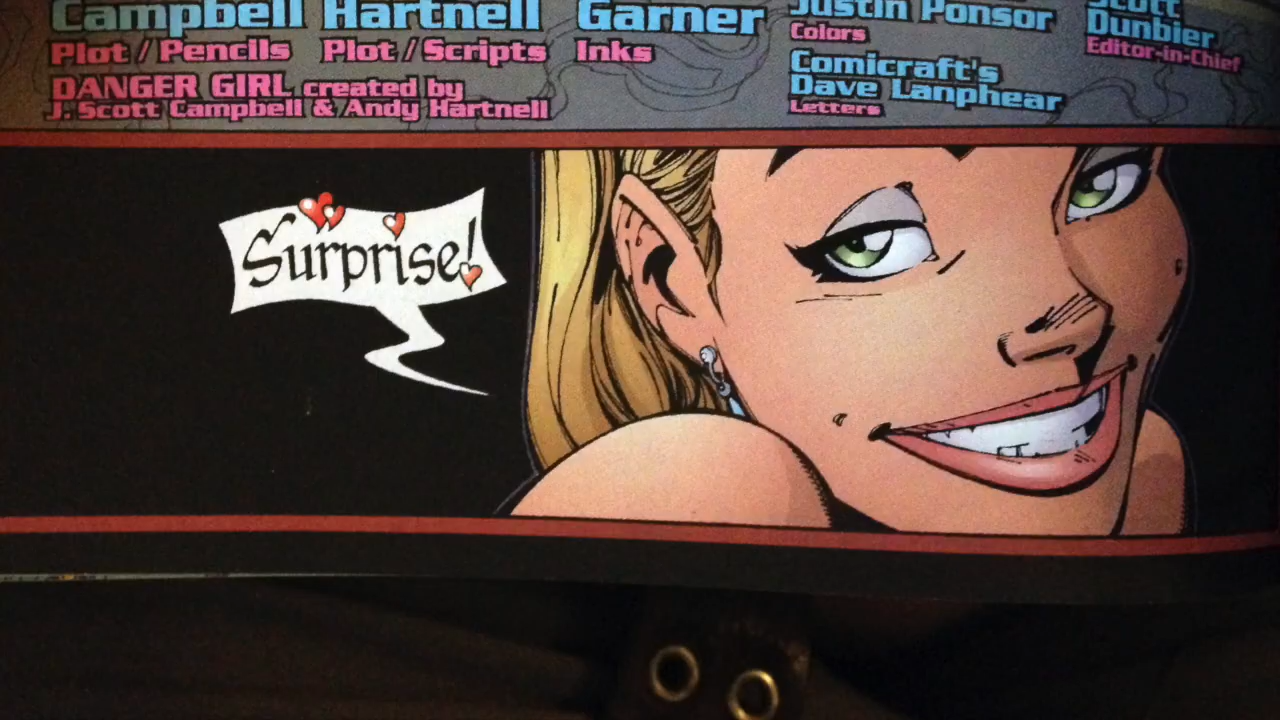 Campbell Hartnell Garner
Plot / Pencils Plot / Scripts Inks
DANGER GIRL created by
J. Scott Campbell & Andy Hartnell
Justin Ponsor
Colors
Comicraft's
Dave Lanphear
Letters
Scott
Dunbier
Editor-in-Chief
Surprise!